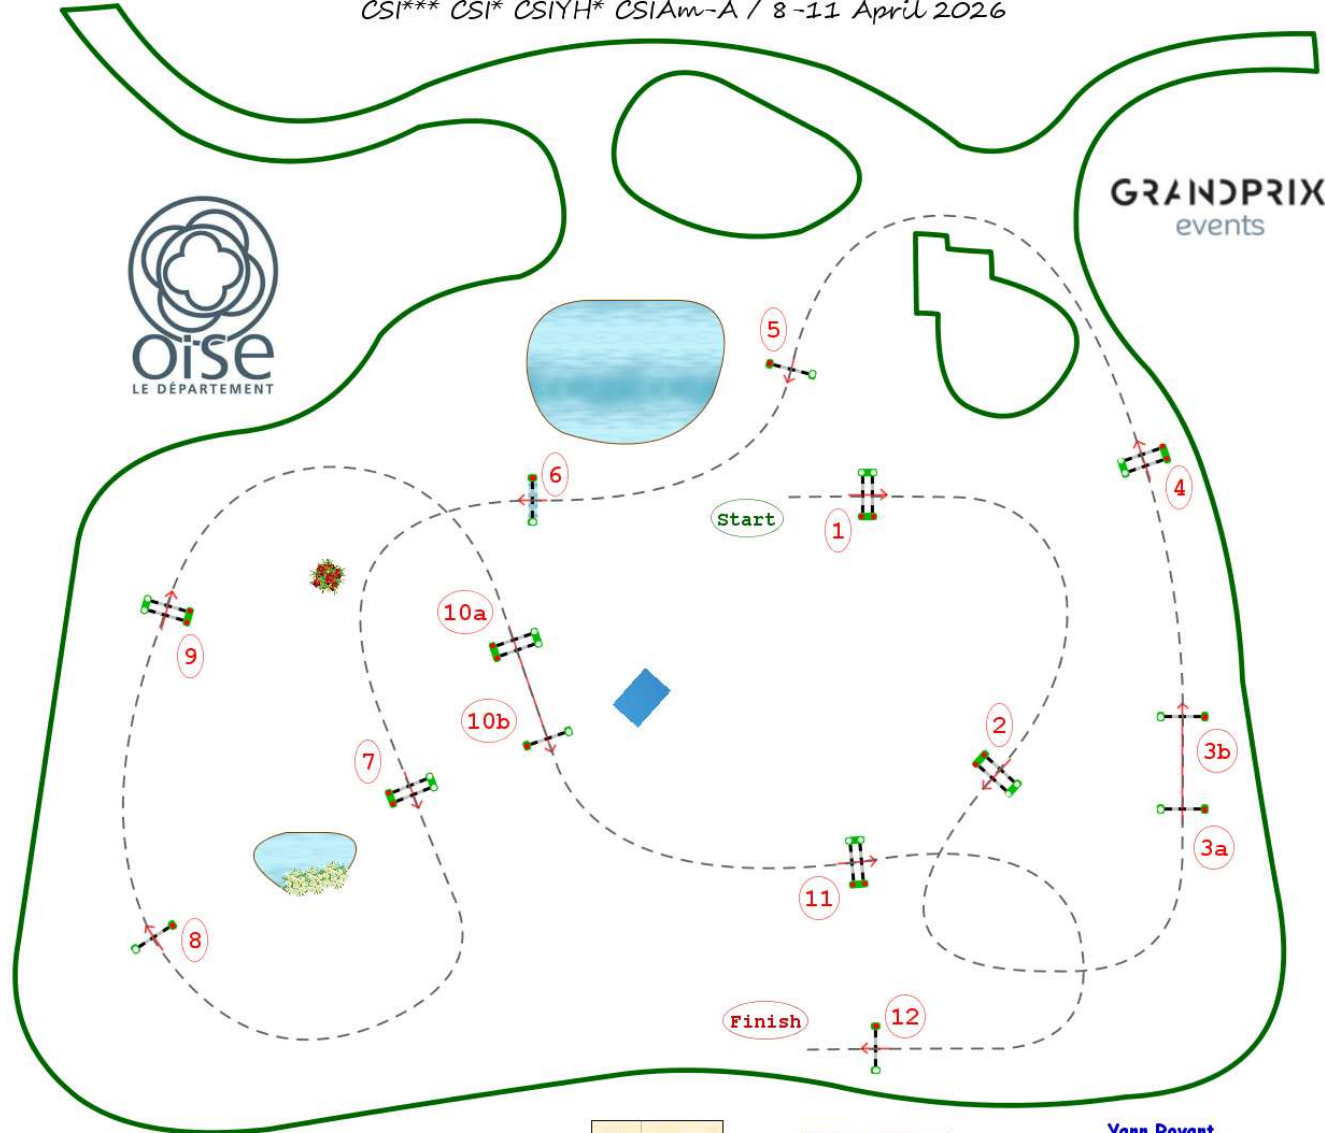 CSI*** CSI* CSIYH* CSIAm-A / 8-11 April 2026
GRANDPRIX
events
oise
LE DÉPARTEMENT
5
6
Start
1
4
10a
9
10b
2
7
3b
3a
11
8
12
Finish
Yann Royant